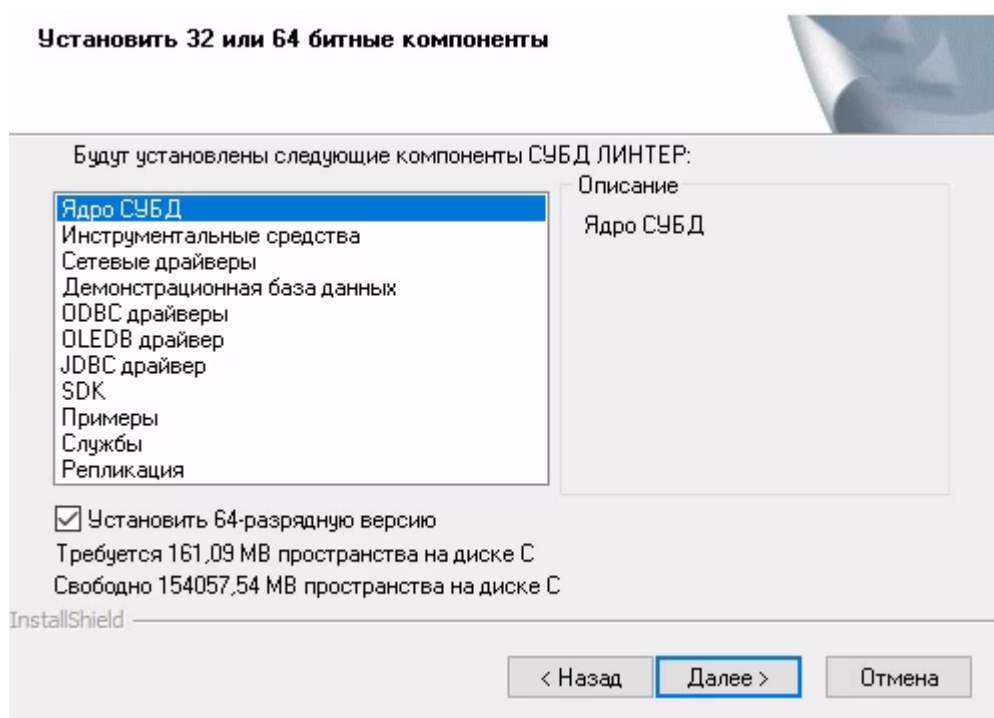 Установить 32 или 64 битные компоненты
Будут установлены следующие компоненты СУБД ЛИНТЕР:
Описание
Ядро СУБД
Ядро СУБД
Инструментальные средства
Сетевые драйверы
Демонстрационная база данных
ODBC драйверы
OLEDB драйвер
JDBC драйвер
SDK
Примеры
Службы
Репликация
Установить 64-разрядную версию
Требуется 161,09 MB пространства на диске C
Свободно 154057,54 MB пространства на диске C
InstallShield
< Назад
Далее >
Отмена